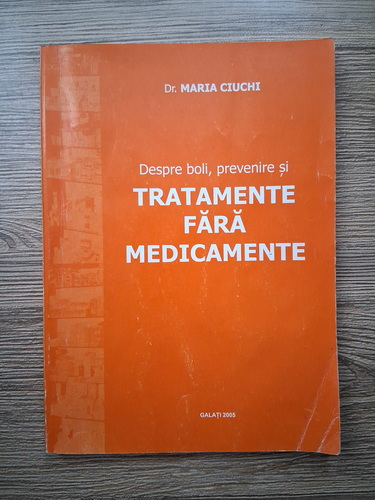 Dr. MARIA CIUCHI
Despre boli, prevenire și
TRATAMENTE
FĂRĂ
MEDICAMENTE
GALAȚI 2005